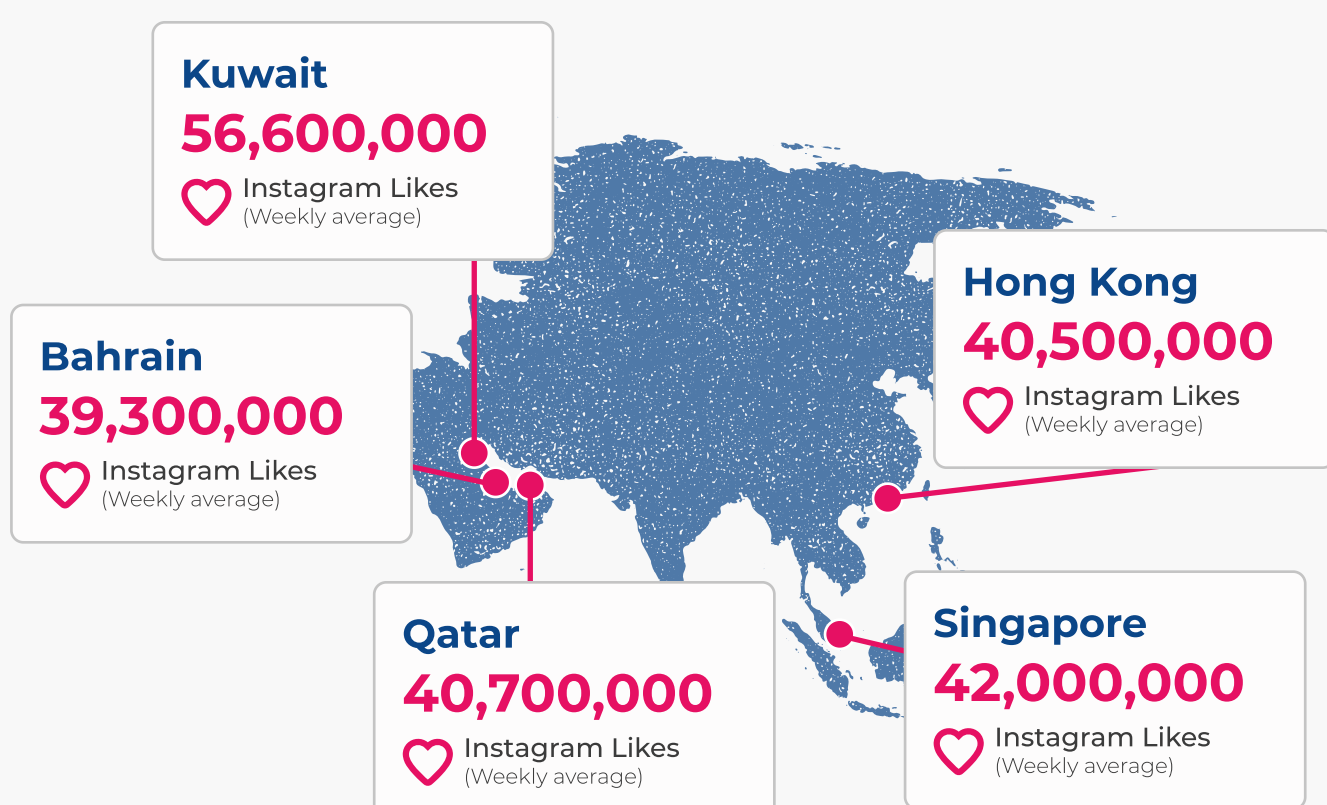 Kuwait
56,600,000
Instagram Likes
(Weekly average)
Hong Kong
40,500,000
Instagram Likes
(Weekly average)
Bahrain
39,300,000
Instagram Likes
(Weekly average)
Qatar
40,700,000
Instagram Likes
(Weekly average)
Singapore
42,000,000
Instagram Likes
(Weekly average)